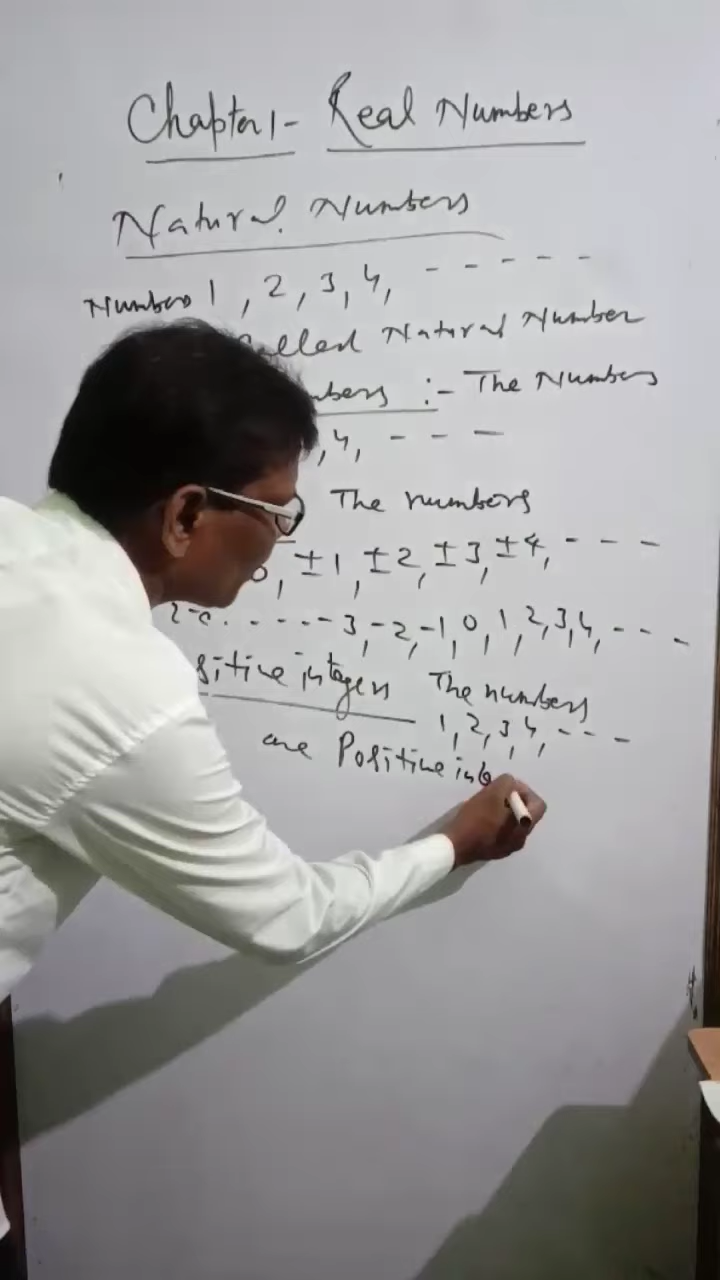 Chapter 1 - Real Numbers
Natural Numbers
Numbers 1, 2, 3, 4, - - - - -
Called Natural Number
mbers :- The Numbers
, 4, - - -
The numbers
0, ±1, ±2, ±3, ±4, - - -
- - - - - -3, -2, -1, 0, 1, 2, 3, 4, - - - -
sitive integers The numbers
1, 2, 3, 4, - - -
are Positive inte